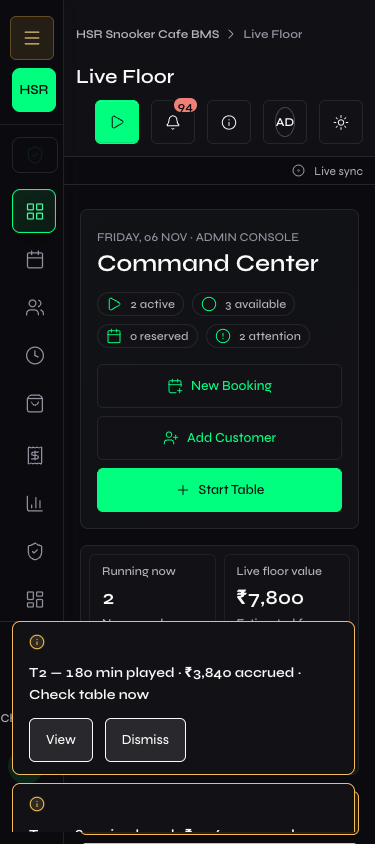 HSR Snooker Cafe BMS > Live Floor
HSR
Live Floor
94
AD
Live sync
FRIDAY, 06 NOV · ADMIN CONSOLE
Command Center
2 active
3 available
0 reserved
2 attention
New Booking
Add Customer
Start Table
Running now
Live floor value
2
₹7,800
T2 — 180 min played · ₹3,840 accrued ·
Check table now
View
Dismiss